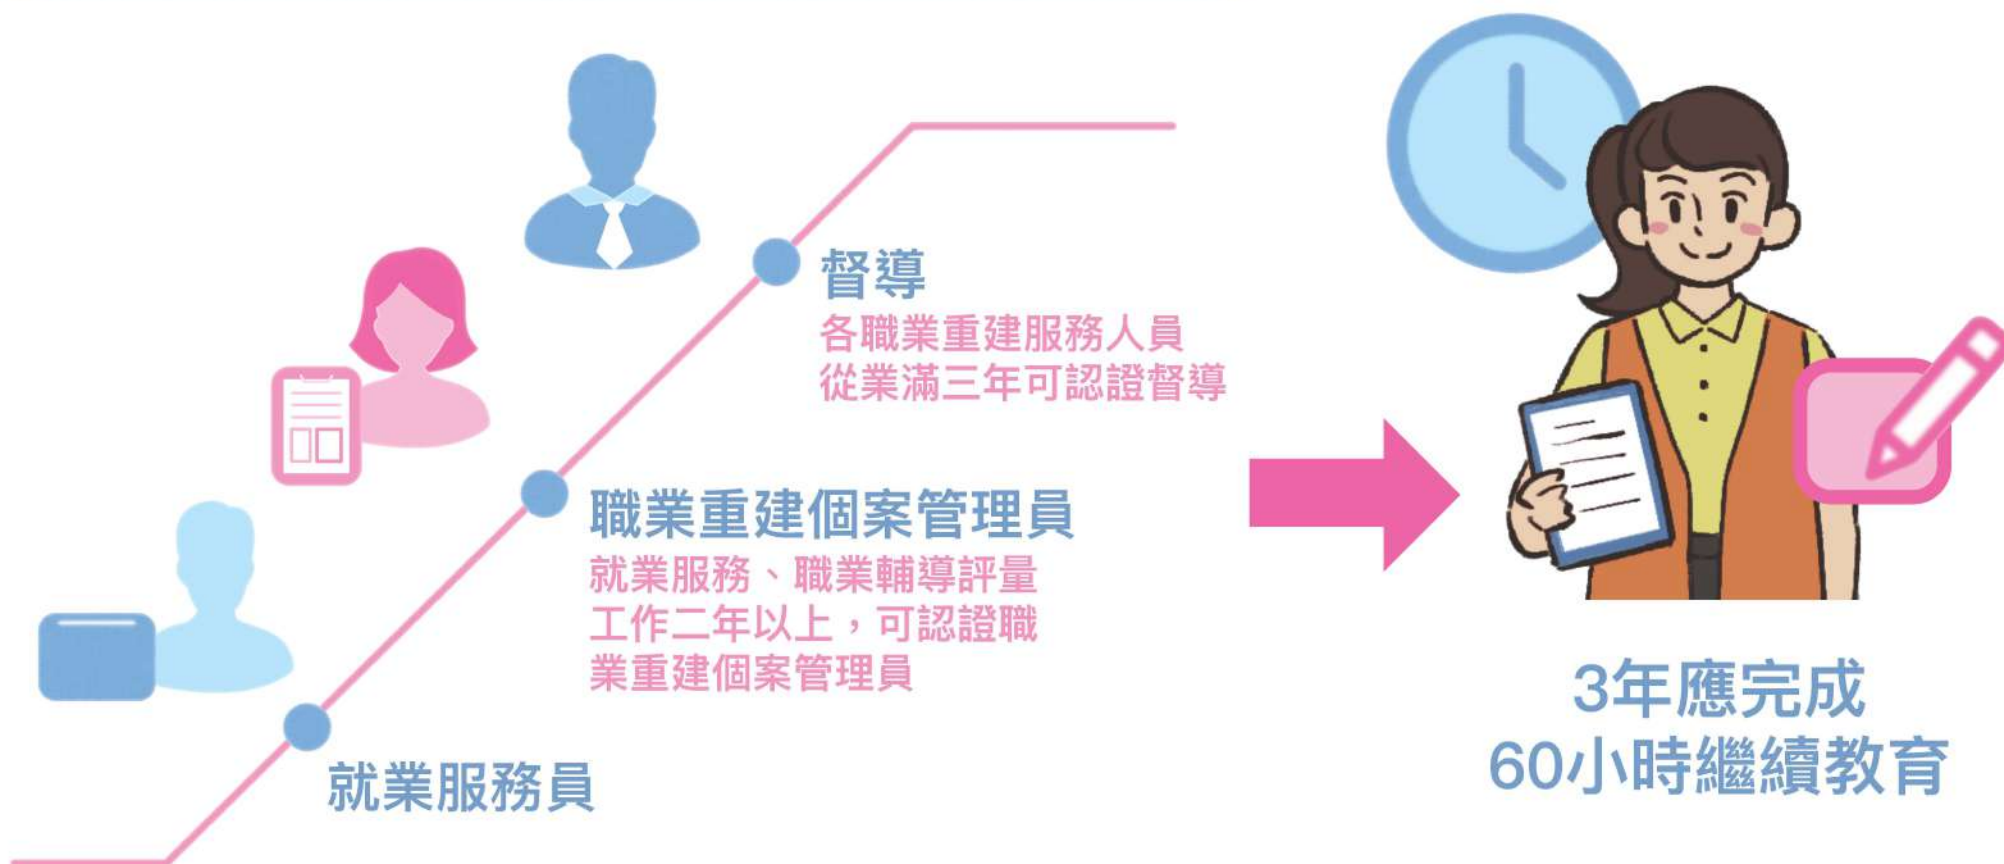 督導
各職業重建服務人員
從業滿三年可認證督導
職業重建個案管理員
就業服務、職業輔導評量
工作二年以上，可認證職
業重建個案管理員
就業服務員
3年應完成
60小時繼續教育